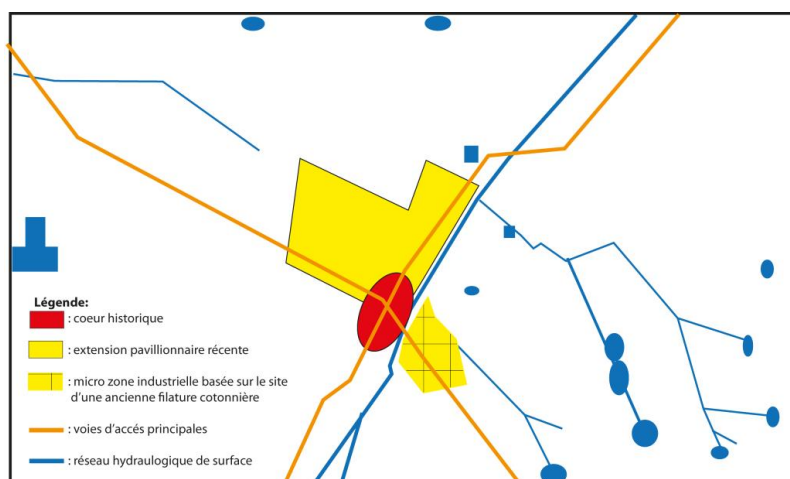 Légende:
: coeur historique
: extension pavillionnaire récente
: micro zone industrielle basée sur le site
d'une ancienne filature cotonnière
: voies d'accés principales
: réseau hydraulogique de surface